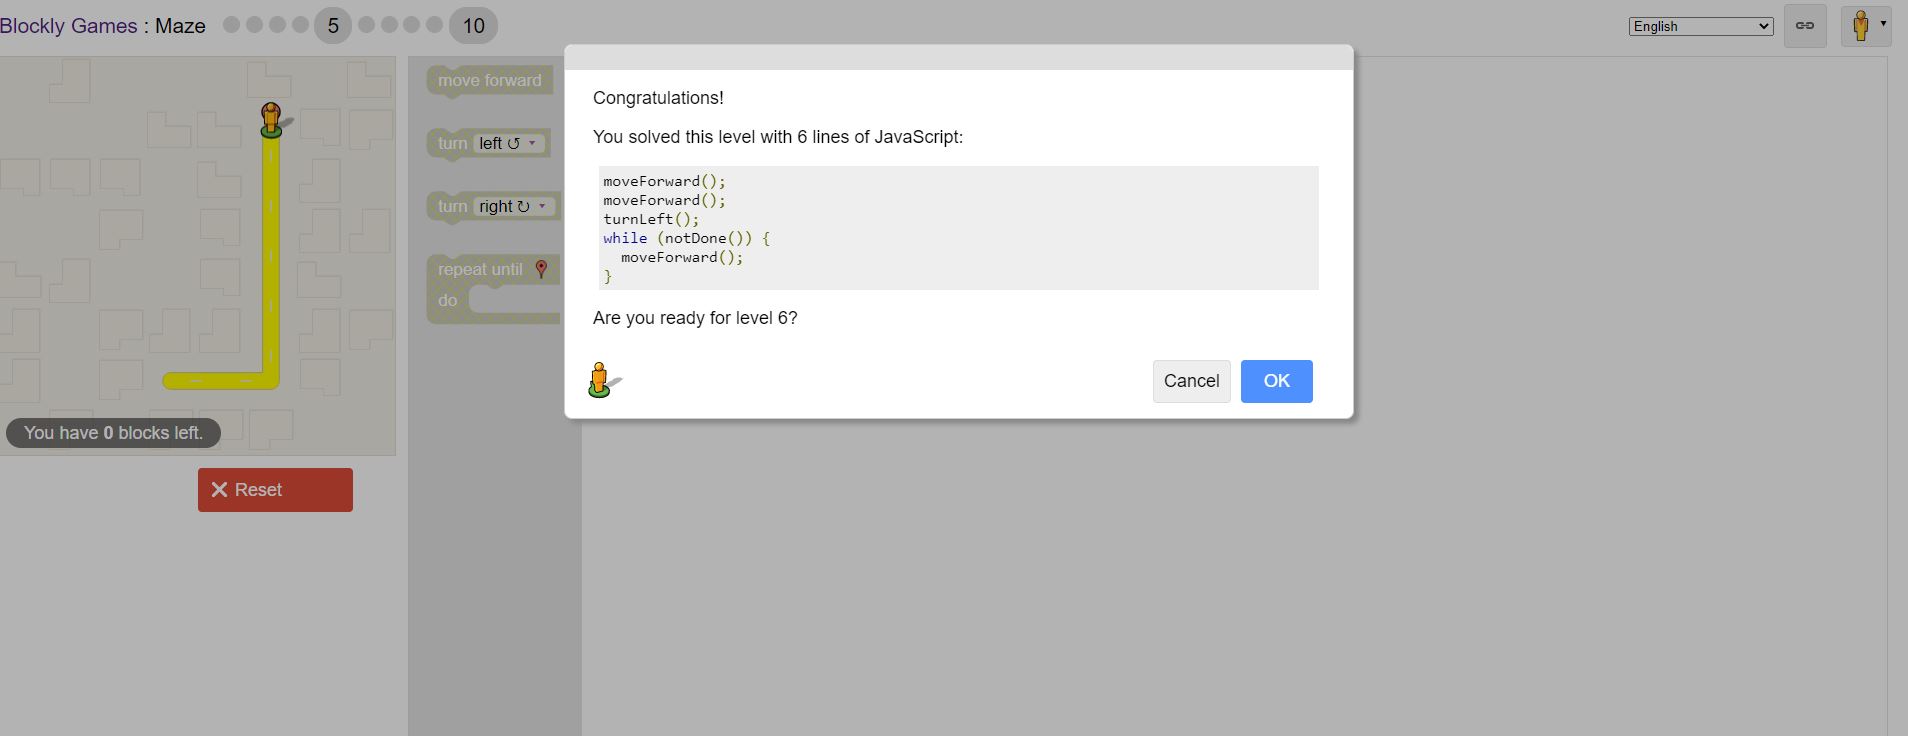 Blockly Games : Maze 5 10
English
move forward
turn left ↺
turn right ↻
repeat until
do
You have 0 blocks left.
Reset
Congratulations!
You solved this level with 6 lines of JavaScript:
moveForward();
moveForward();
turnLeft();
while (notDone()) {
  moveForward();
}
Are you ready for level 6?
Cancel
OK